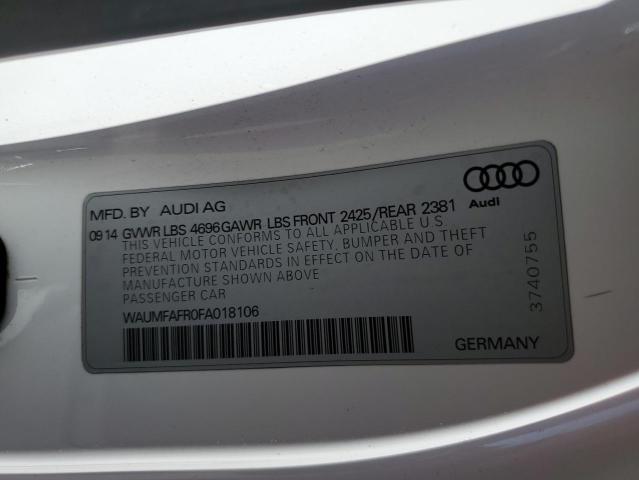 MFD. BY AUDI AG
Audi
09 14 GVWR LBS 4696 GAWR LBS FRONT 2425/REAR 2381
THIS VEHICLE CONFORMS TO ALL APPLICABLE U.S.
FEDERAL MOTOR VEHICLE SAFETY, BUMPER AND THEFT
PREVENTION STANDARDS IN EFFECT ON THE DATE OF
MANUFACTURE SHOWN ABOVE
PASSENGER CAR
WAUMFAFR0FA018106
GERMANY
3740755